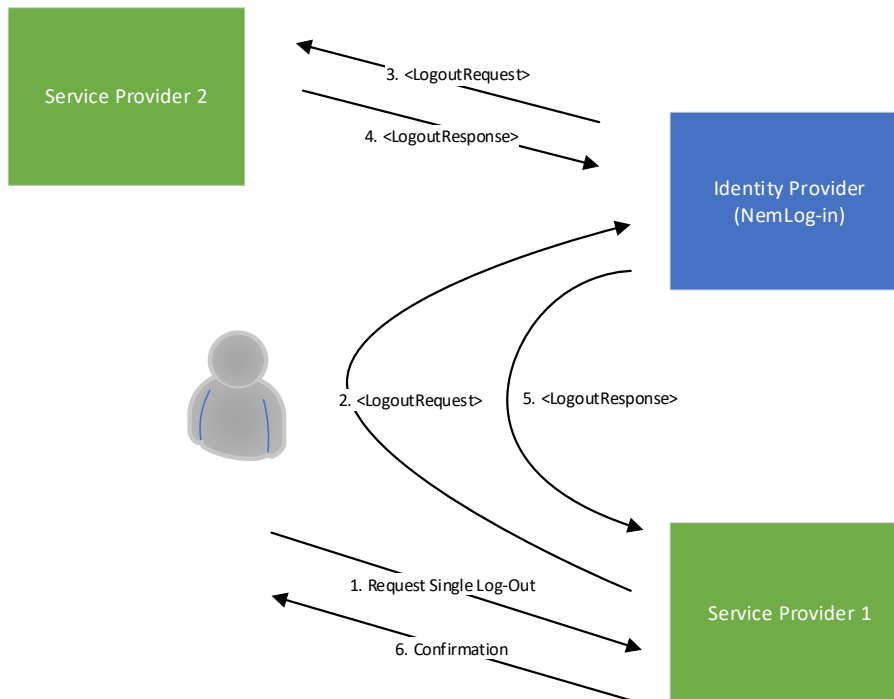 3. <LogoutRequest>
Service Provider 2
4. <LogoutResponse>
Identity Provider
(NemLog-in)
2. <LogoutRequest>
5. <LogoutResponse>
1. Request Single Log-Out
Service Provider 1
6. Confirmation